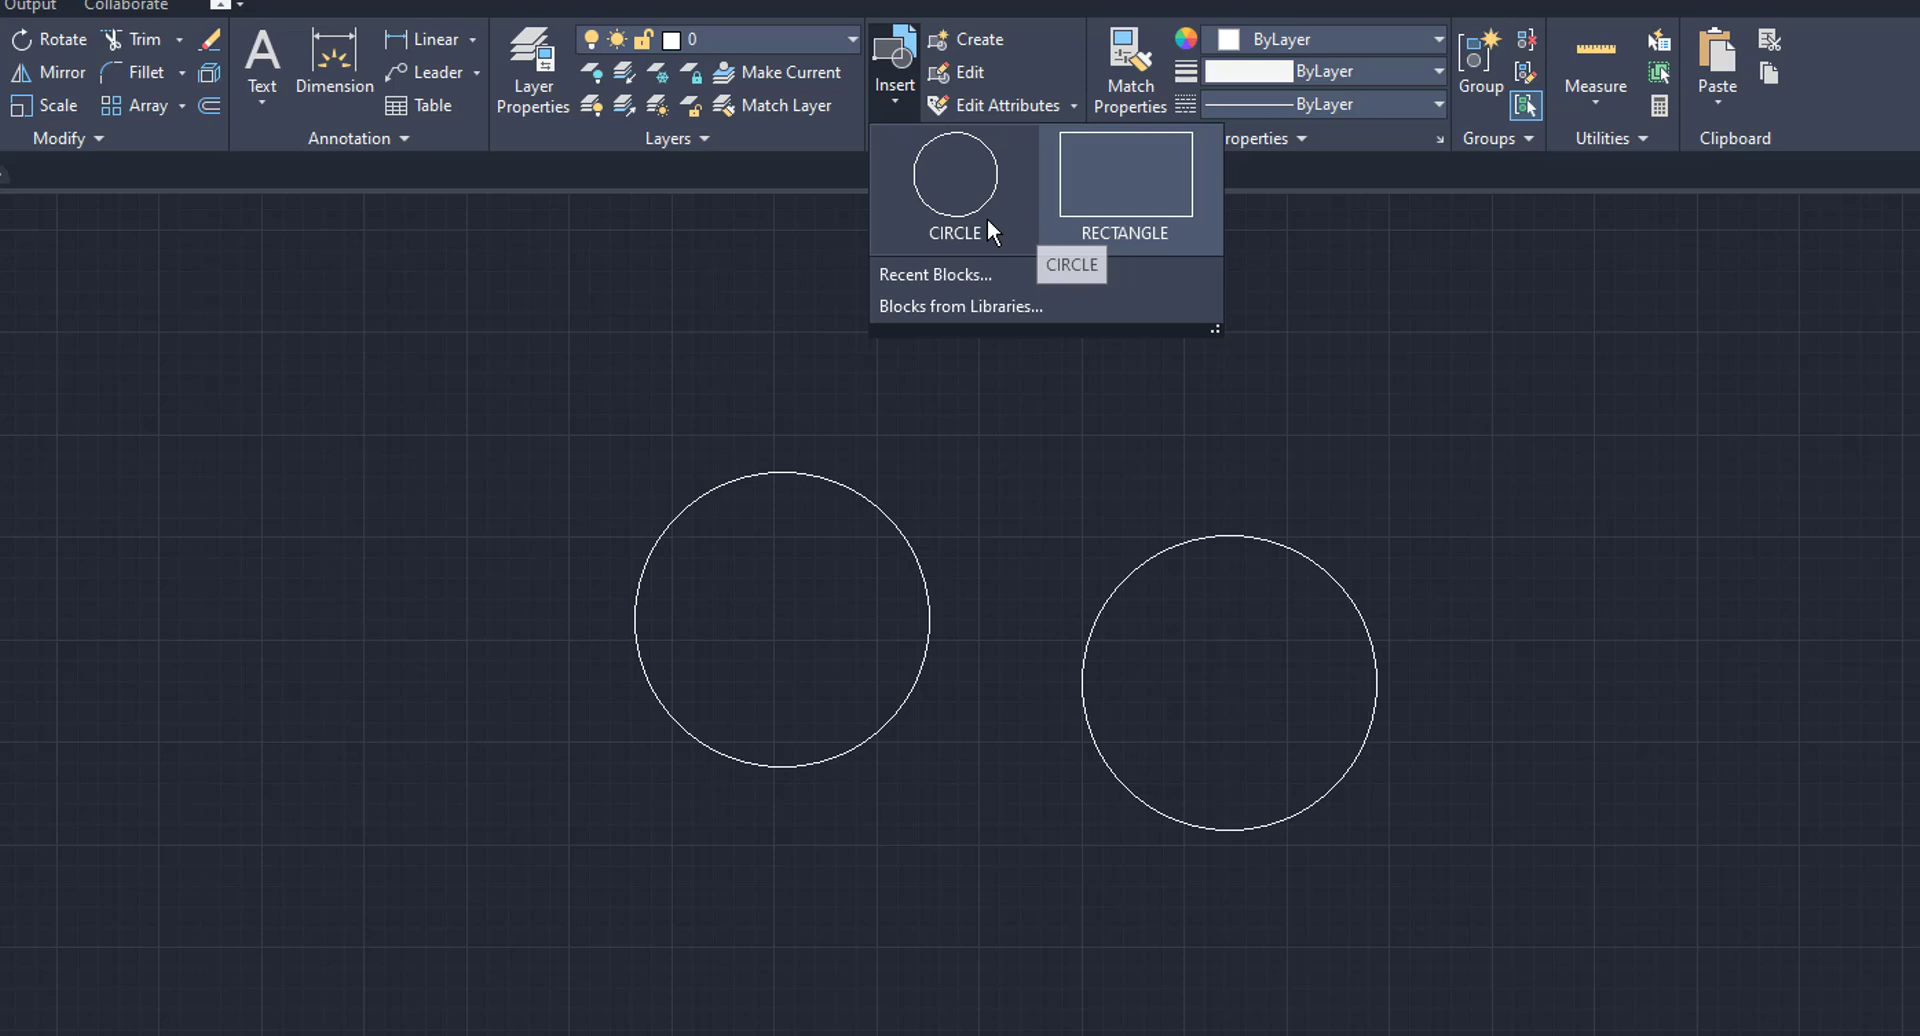 Output Collaborate
Rotate Trim Linear 0 Create ByLayer
Mirror Fillet Leader Make Current Edit ByLayer
Scale Array Table Match Layer Edit Attributes ByLayer
Text
Dimension
Layer
Properties
Insert
Match
Properties
Group
Measure
Paste
Modify Annotation Layers roperties Groups Utilities Clipboard
CIRCLE RECTANGLE
CIRCLE
Recent Blocks...
Blocks from Libraries...